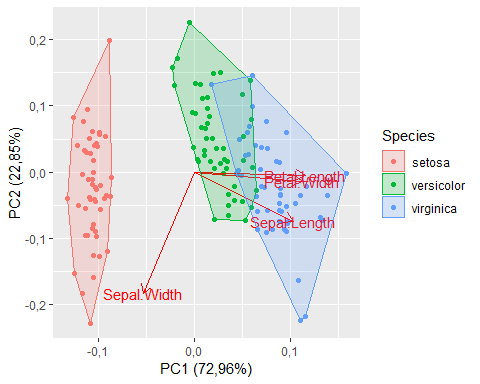 0,2
0,1
0,0
-0,1
-0,2
PC2 (22,85%)
Petal.Length
Petal.Width
Sepal.Length
Sepal.Width
-0,1
0,0
0,1
PC1 (72,96%)
Species
setosa
versicolor
virginica